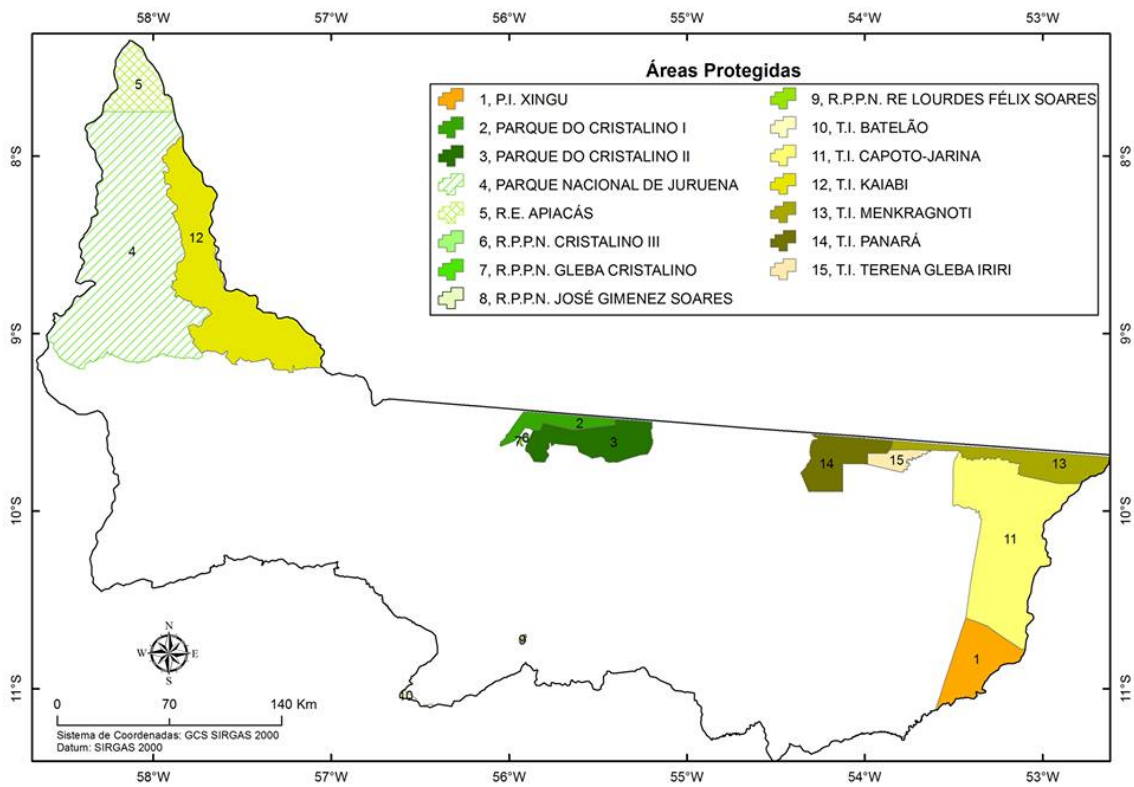 58°W 57°W 56°W 55°W 54°W 53°W
Áreas Protegidas
1, P.I. XINGU
2, PARQUE DO CRISTALINO I
3, PARQUE DO CRISTALINO II
4, PARQUE NACIONAL DE JURUENA
5, R.E. APIACÁS
6, R.P.P.N. CRISTALINO III
7, R.P.P.N. GLEBA CRISTALINO
8, R.P.P.N. JOSÉ GIMENEZ SOARES
9, R.P.P.N. RE LOURDES FÉLIX SOARES
10, T.I. BATELÃO
11, T.I. CAPOTO-JARINA
12, T.I. KAIABI
13, T.I. MENKRAGNOTI
14, T.I. PANARÁ
15, T.I. TERENA GLEBA IRIRI
5
8°S 8°S
12
4
9°S 9°S
2
7 6 3
14 15 13
10°S 10°S
11
9
N
W E
S
1
10
11°S 11°S
0 70 140 Km
Sistema de Coordenadas: GCS SIRGAS 2000
Datum: SIRGAS 2000
58°W 57°W 56°W 55°W 54°W 53°W